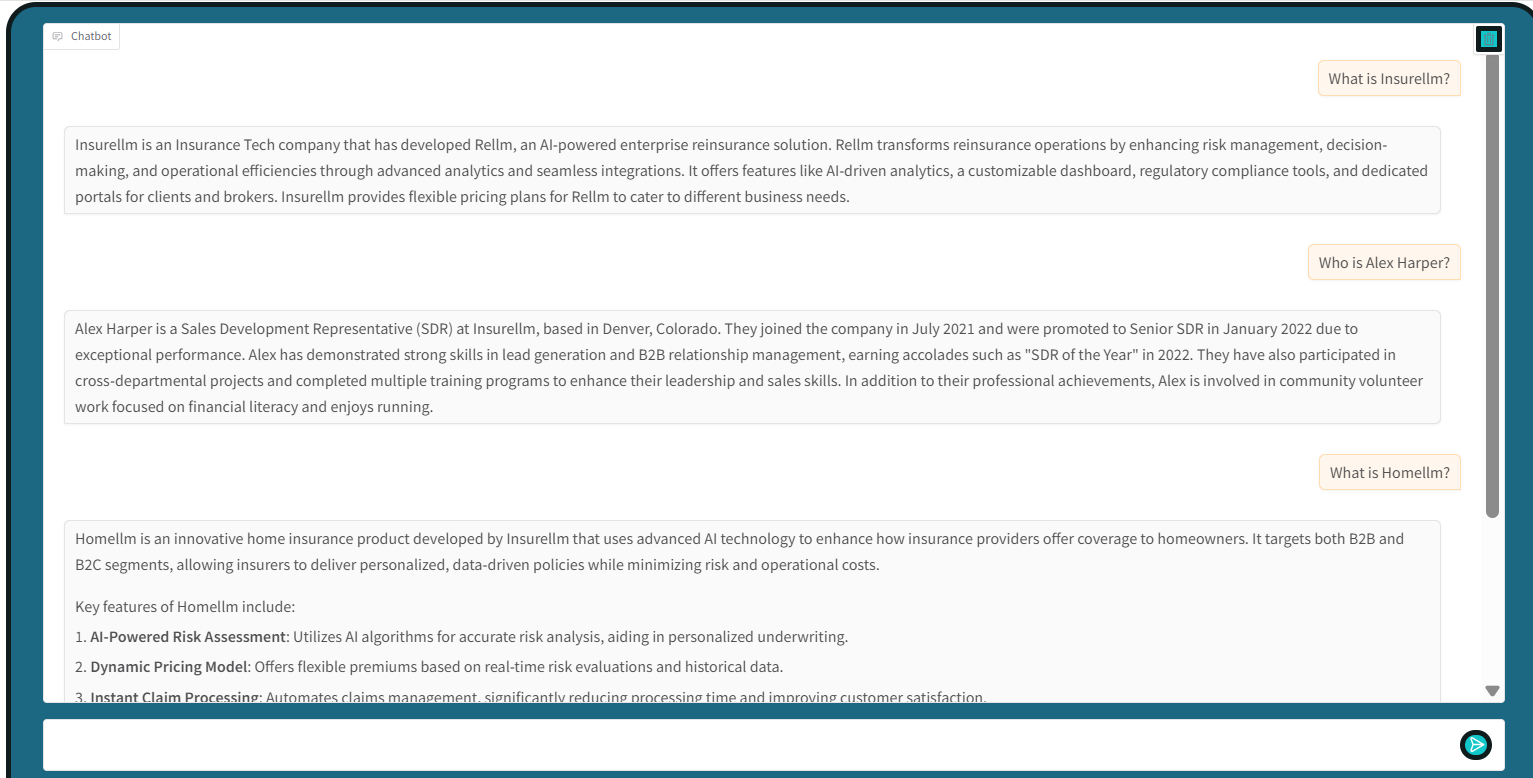 Chatbot
What is Insurellm?
Insurellm is an Insurance Tech company that has developed Rellm, an AI-powered enterprise reinsurance solution. Rellm transforms reinsurance operations by enhancing risk management, decision-
making, and operational efficiencies through advanced analytics and seamless integrations. It offers features like AI-driven analytics, a customizable dashboard, regulatory compliance tools, and dedicated
portals for clients and brokers. Insurellm provides flexible pricing plans for Rellm to cater to different business needs.
Who is Alex Harper?
Alex Harper is a Sales Development Representative (SDR) at Insurellm, based in Denver, Colorado. They joined the company in July 2021 and were promoted to Senior SDR in January 2022 due to
exceptional performance. Alex has demonstrated strong skills in lead generation and B2B relationship management, earning accolades such as "SDR of the Year" in 2022. They have also participated in
cross-departmental projects and completed multiple training programs to enhance their leadership and sales skills. In addition to their professional achievements, Alex is involved in community volunteer
work focused on financial literacy and enjoys running.
What is Homellm?
Homellm is an innovative home insurance product developed by Insurellm that uses advanced AI technology to enhance how insurance providers offer coverage to homeowners. It targets both B2B and
B2C segments, allowing insurers to deliver personalized, data-driven policies while minimizing risk and operational costs.
Key features of Homellm include:
1. AI-Powered Risk Assessment: Utilizes AI algorithms for accurate risk analysis, aiding in personalized underwriting.
2. Dynamic Pricing Model: Offers flexible premiums based on real-time risk evaluations and historical data.
3. Instant Claim Processing: Automates claims management, significantly reducing processing time and improving customer satisfaction.